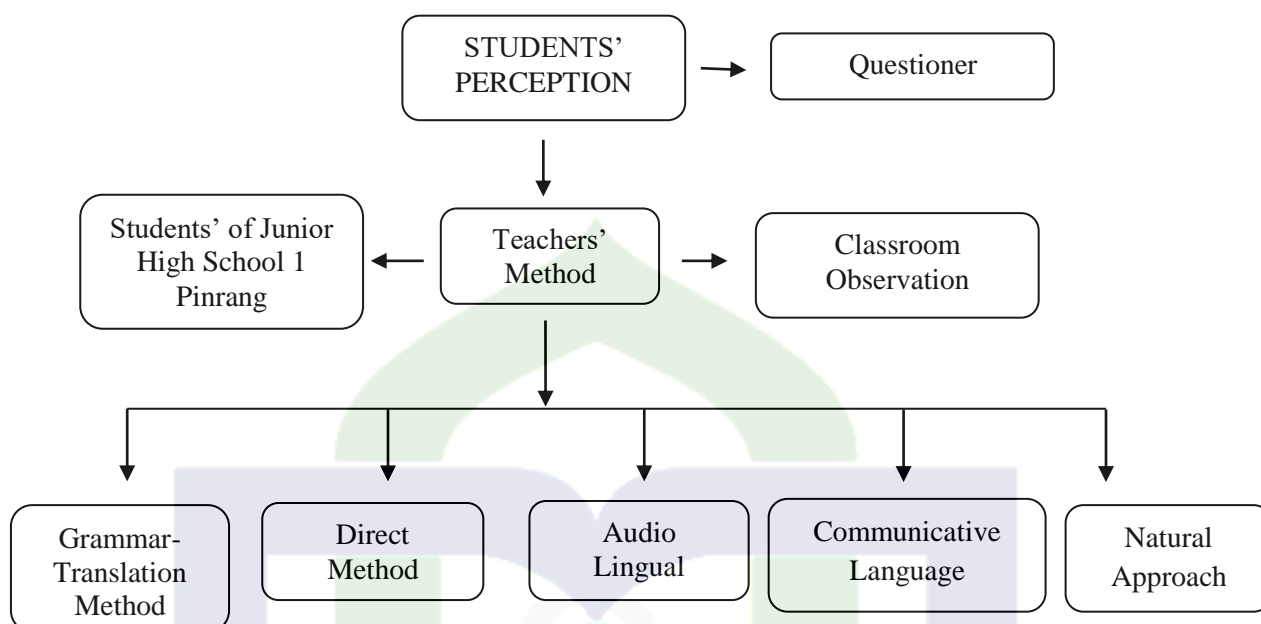 STUDENTS’
PERCEPTION
Questioner
Students’ of Junior
High School 1
Pinrang
Teachers’
Method
Classroom
Observation
Grammar-
Translation
Method
Direct
Method
Audio
Lingual
Communicative
Language
Natural
Approach